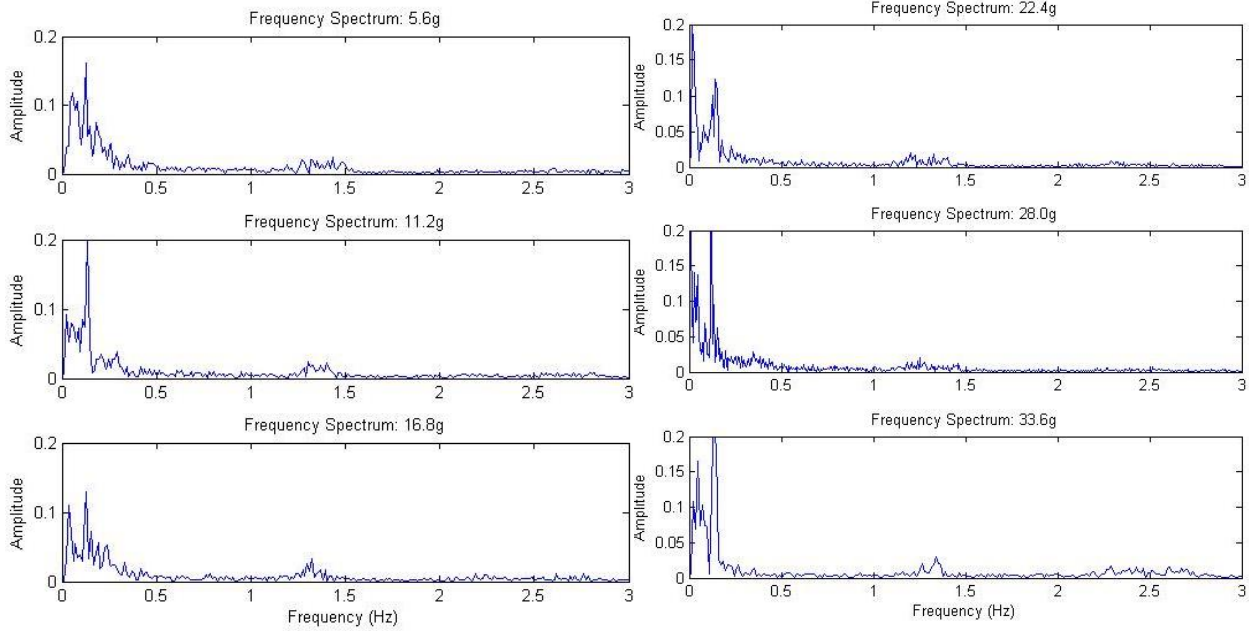 Frequency Spectrum: 5.6g
0.2
0.1
0
Amplitude
0 0.5 1 1.5 2 2.5 3
Frequency Spectrum: 11.2g
0.2
0.1
0
Amplitude
0 0.5 1 1.5 2 2.5 3
Frequency Spectrum: 16.8g
0.2
0.1
0
Amplitude
0 0.5 1 1.5 2 2.5 3
Frequency (Hz)
Frequency Spectrum: 22.4g
0.2
0.15
0.1
0.05
0
Amplitude
0 0.5 1 1.5 2 2.5 3
Frequency Spectrum: 28.0g
0.2
0.15
0.1
0.05
0
Amplitude
0 0.5 1 1.5 2 2.5 3
Frequency Spectrum: 33.6g
0.2
0.15
0.1
0.05
0
Amplitude
0 0.5 1 1.5 2 2.5 3
Frequency (Hz)